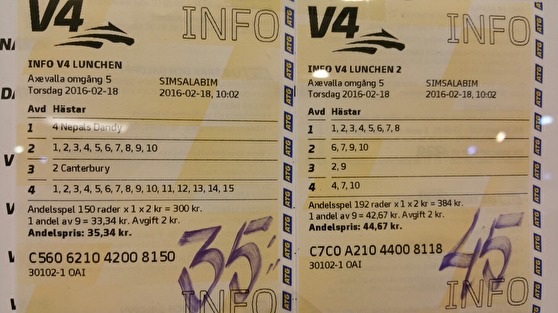 V4 INFO
INFO V4 LUNCHEN
Axevalla omgång 5 SIMSALABIM
Torsdag 2016-02-18 2016-02-18, 10:02
Avd Hästar
1 4 Nepals Dandy
2 1, 2, 3, 4, 5, 6, 7, 8, 9, 10
3 2 Canterbury
4 1, 2, 3, 4, 5, 6, 7, 8, 9, 10, 11, 12, 13, 14, 15
Andelsspel 150 rader x 1 x 2 kr = 300 kr.
1 andel av 9 = 33,34 kr. Avgift 2 kr.
Andelspris: 35,34 kr.
35:
C560 6210 4200 8150
30102-1 OAI
INFO
ATG
V4 INFO
INFO V4 LUNCHEN 2
Axevalla omgång 5 SIMSALABIM
Torsdag 2016-02-18 2016-02-18, 10:02
Avd Hästar
1 1, 2, 3, 4, 5, 6, 7, 8
2 6, 7, 9, 10
3 2, 9
4 4, 7, 10
Andelsspel 192 rader x 1 x 2 kr = 384 kr.
1 andel av 9 = 42,67 kr. Avgift 2 kr.
Andelspris: 44,67 kr.
45
C7C0 A210 4400 8118
30102-1 OAI
INFO
ATG